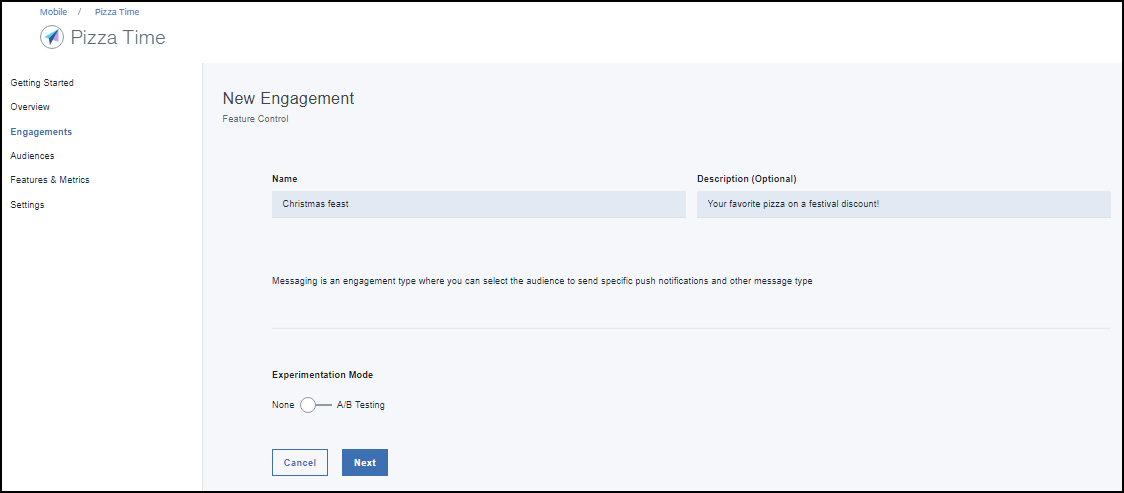 Mobile / Pizza Time
Pizza Time
Getting Started
Overview
Engagements
Audiences
Features & Metrics
Settings
New Engagement
Feature Control
Name
Christmas feast
Description (Optional)
Your favorite pizza on a festival discount!
Messaging is an engagement type where you can select the audience to send specific push notifications and other message type
Experimentation Mode
None A/B Testing
Cancel Next